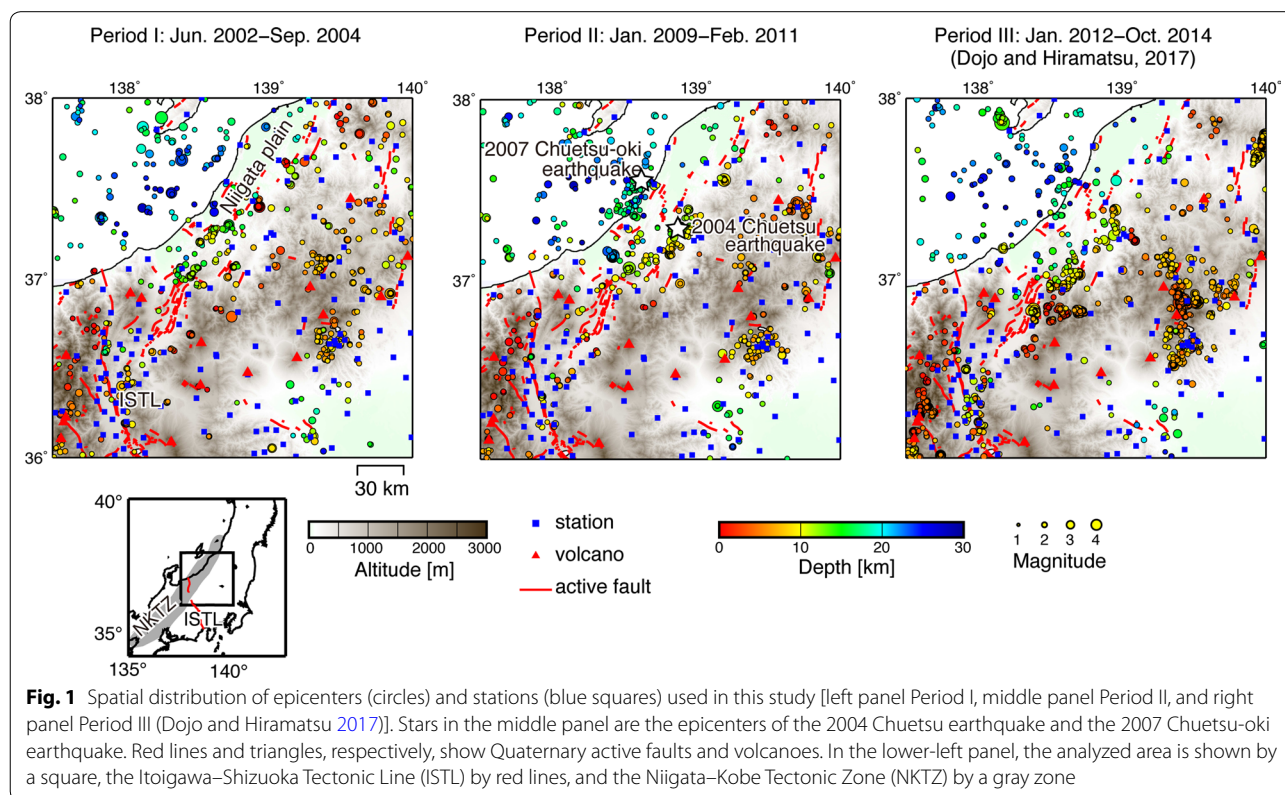 Period I: Jun. 2002–Sep. 2004
Period II: Jan. 2009–Feb. 2011
Period III: Jan. 2012–Oct. 2014
(Dojo and Hiramatsu, 2017)
138° 139° 140°
138° 139° 140°
138° 139° 140°
38°
37°
36°
Niigata plain
ISTL
38°
37°
36°
2007 Chuetsu-oki
earthquake
2004 Chuetsu
earthquake
38°
37°
36°
30 km
40°
35°
135° 140°
NKTZ
ISTL
0 1000 2000 3000
Altitude [m]
station
volcano
active fault
0 10 20 30
Depth [km]
1 2 3 4
Magnitude
Fig. 1 Spatial distribution of epicenters (circles) and stations (blue squares) used in this study [left panel Period I, middle panel Period II, and right
panel Period III (Dojo and Hiramatsu 2017)]. Stars in the middle panel are the epicenters of the 2004 Chuetsu earthquake and the 2007 Chuetsu-oki
earthquake. Red lines and triangles, respectively, show Quaternary active faults and volcanoes. In the lower-left panel, the analyzed area is shown by
a square, the Itoigawa–Shizuoka Tectonic Line (ISTL) by red lines, and the Niigata–Kobe Tectonic Zone (NKTZ) by a gray zone